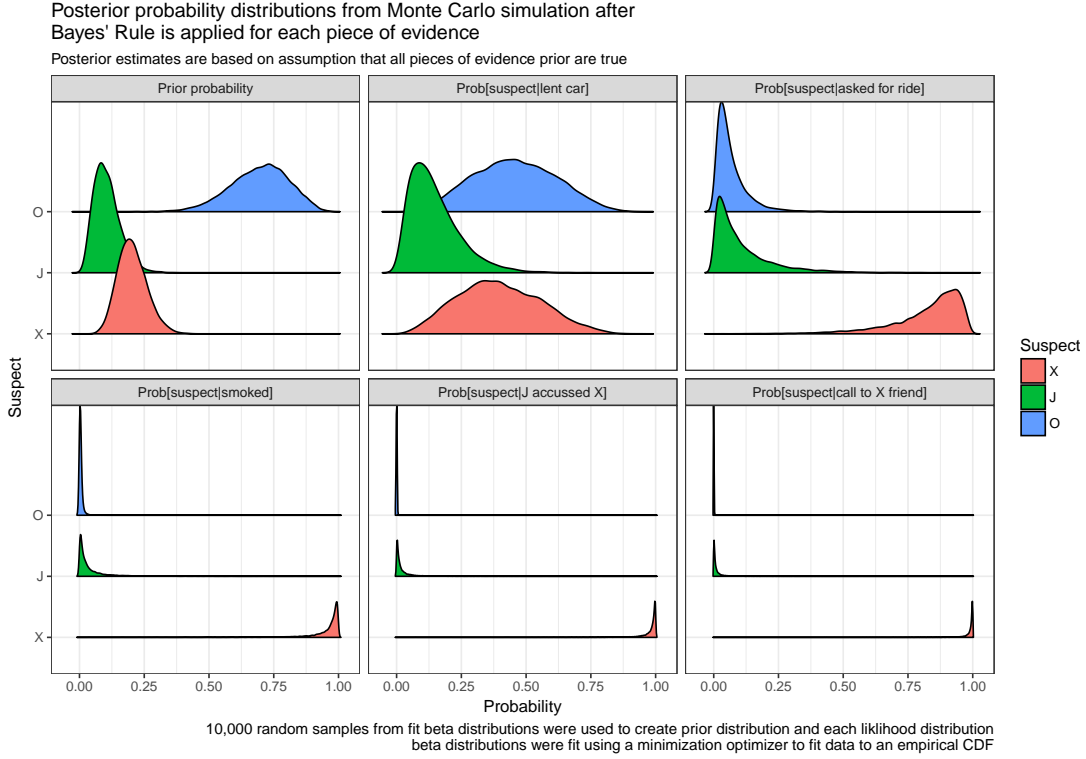 Posterior probability distributions from Monte Carlo simulation after
Bayes' Rule is applied for each piece of evidence
Posterior estimates are based on assumption that all pieces of evidence prior are true
Prior probability
Prob[suspect|lent car]
Prob[suspect|asked for ride]
O
J
X
Prob[suspect|smoked]
Prob[suspect|J accussed X]
Prob[suspect|call to X friend]
O
J
X
Suspect
0.00 0.25 0.50 0.75 1.00
0.00 0.25 0.50 0.75 1.00
0.00 0.25 0.50 0.75 1.00
Probability
Suspect
X
J
O
10,000 random samples from fit beta distributions were used to create prior distribution and each liklihood distribution
beta distributions were fit using a minimization optimizer to fit data to an empirical CDF